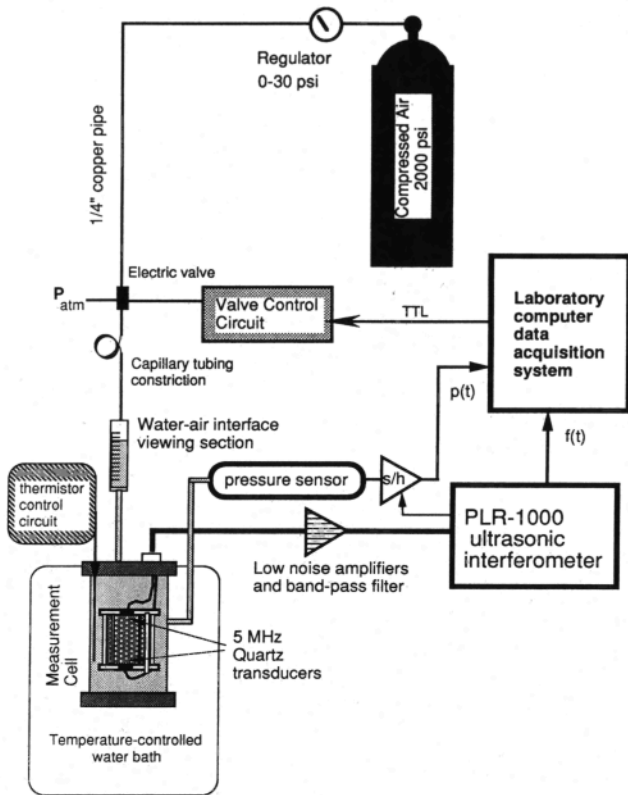 Regulator
0-30 psi
Compressed Air
2000 psi
1/4" copper pipe
Electric valve
Patm
Valve Control
Circuit
TTL
Laboratory
computer
data
acquisition
system
Capillary tubing
constriction
p(t)
f(t)
Water-air interface
viewing section
thermistor
control
circuit
pressure sensor
s/h
PLR-1000
ultrasonic
interferometer
Low noise amplifiers
and band-pass filter
Measurement
Cell
5 MHz
Quartz
transducers
Temperature-controlled
water bath